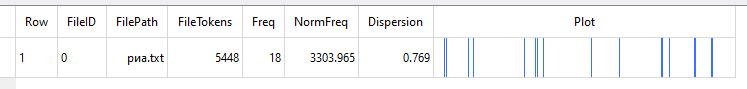 Row FileID FilePath FileTokens Freq NormFreq Dispersion Plot
1 0 риа.txt 5448 18 3303.965 0.769